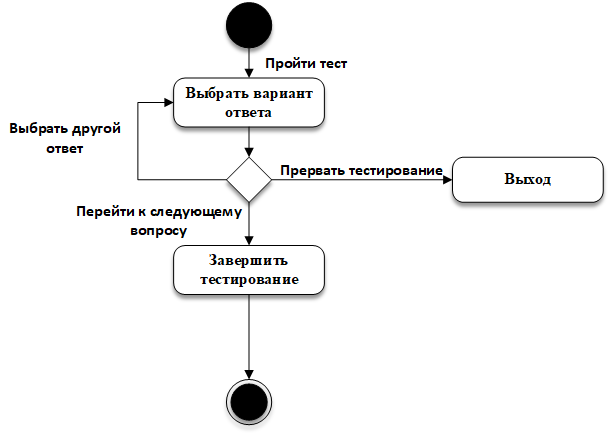 Пройти тест
Выбрать вариант
ответа
Выбрать другой
ответ
Прервать тестирование
Выход
Перейти к следующему
вопросу
Завершить
тестирование